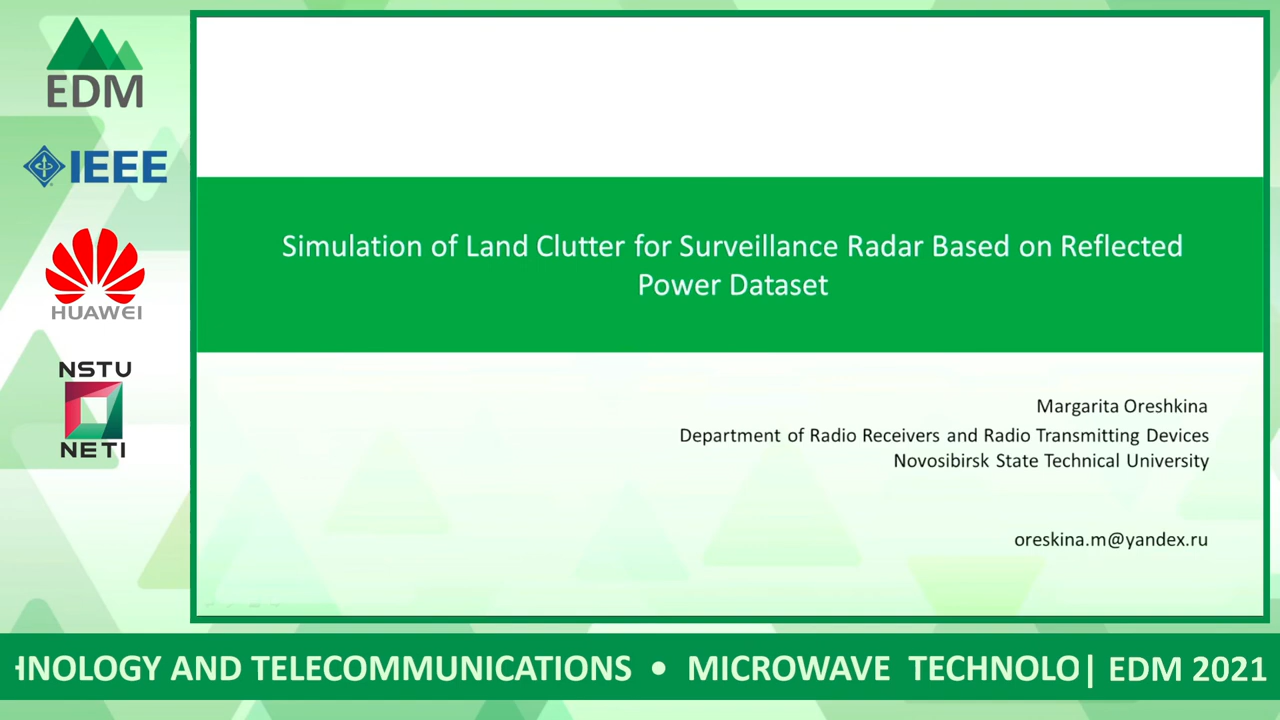 EDM
IEEE
HUAWEI
NSTU
NETI
Simulation of Land Clutter for Surveillance Radar Based on Reflected
Power Dataset
Margarita Oreshkina
Department of Radio Receivers and Radio Transmitting Devices
Novosibirsk State Technical University
oreskina.m@yandex.ru
HNOLOGY AND TELECOMMUNICATIONS • MICROWAVE TECHNOLO| EDM 2021